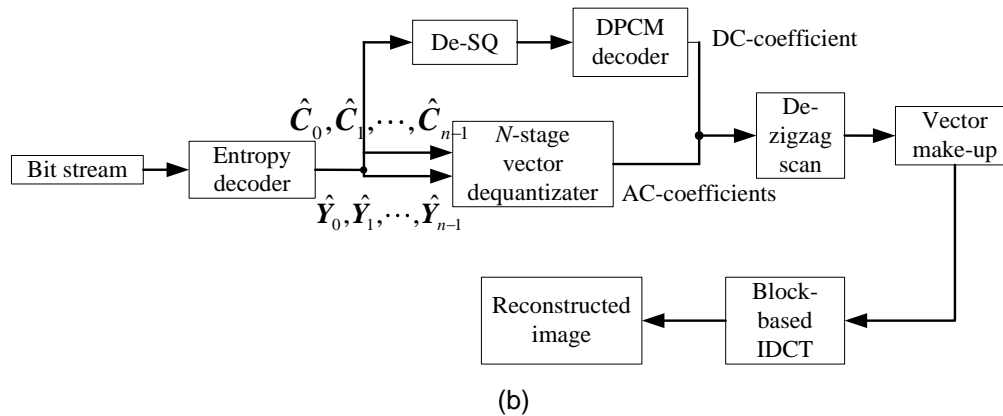 De-SQ
DPCM
decoder
DC-coefficient
Ĉ₀, Ĉ₁, ⋯, Ĉₙ₋₁
Bit stream
Entropy
decoder
N-stage
vector
dequantizater
Ŷ₀, Ŷ₁, ⋯, Ŷₙ₋₁
AC-coefficients
De-
zigzag
scan
Vector
make-up
Block-
based
IDCT
Reconstructed
image
(b)